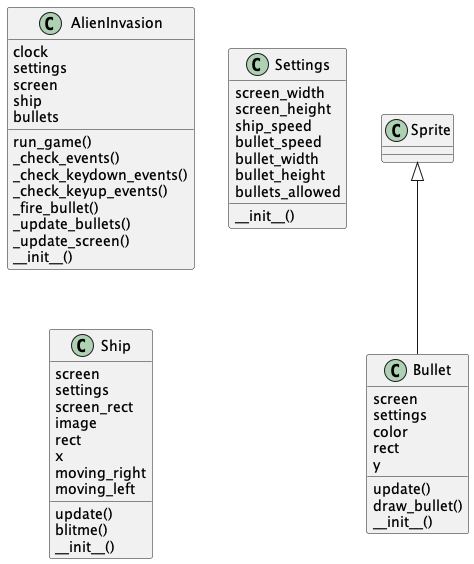 C AlienInvasion
clock
settings
screen
ship
bullets
run_game()
_check_events()
_check_keydown_events()
_check_keyup_events()
_fire_bullet()
_update_bullets()
_update_screen()
__init__()
C Settings
screen_width
screen_height
ship_speed
bullet_speed
bullet_width
bullet_height
bullets_allowed
__init__()
C Sprite
C Ship
screen
settings
screen_rect
image
rect
x
moving_right
moving_left
update()
blitme()
__init__()
C Bullet
screen
settings
color
rect
y
update()
draw_bullet()
__init__()